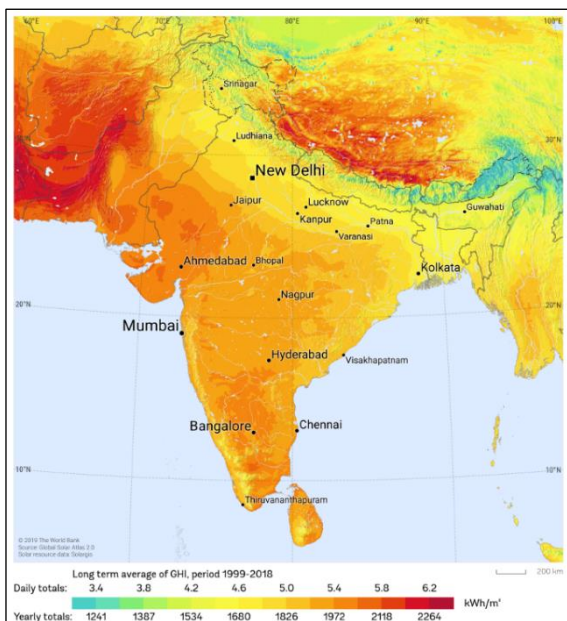 80°E
90°E
100°E
Srinagar
30°N
Ludhiana
30°N
New Delhi
Jaipur
Lucknow
Kanpur
Patna
Guwahati
Varanasi
Ahmedabad
Bhopal
Kolkata
Nagpur
20°N
20°N
Mumbai
Hyderabad
Visakhapatnam
Bangalore
Chennai
10°N
10°N
Thiruvananthapuram
© 2019 The World Bank
Source: Global Solar Atlas 2.0
Solar resource data: Solargis
Long term average of GHI, period 1999-2018
200 km
Daily totals: 3.4 3.8 4.2 4.6 5.0 5.4 5.8 6.2
kWh/m²
Yearly totals: 1241 1387 1534 1680 1826 1972 2118 2264